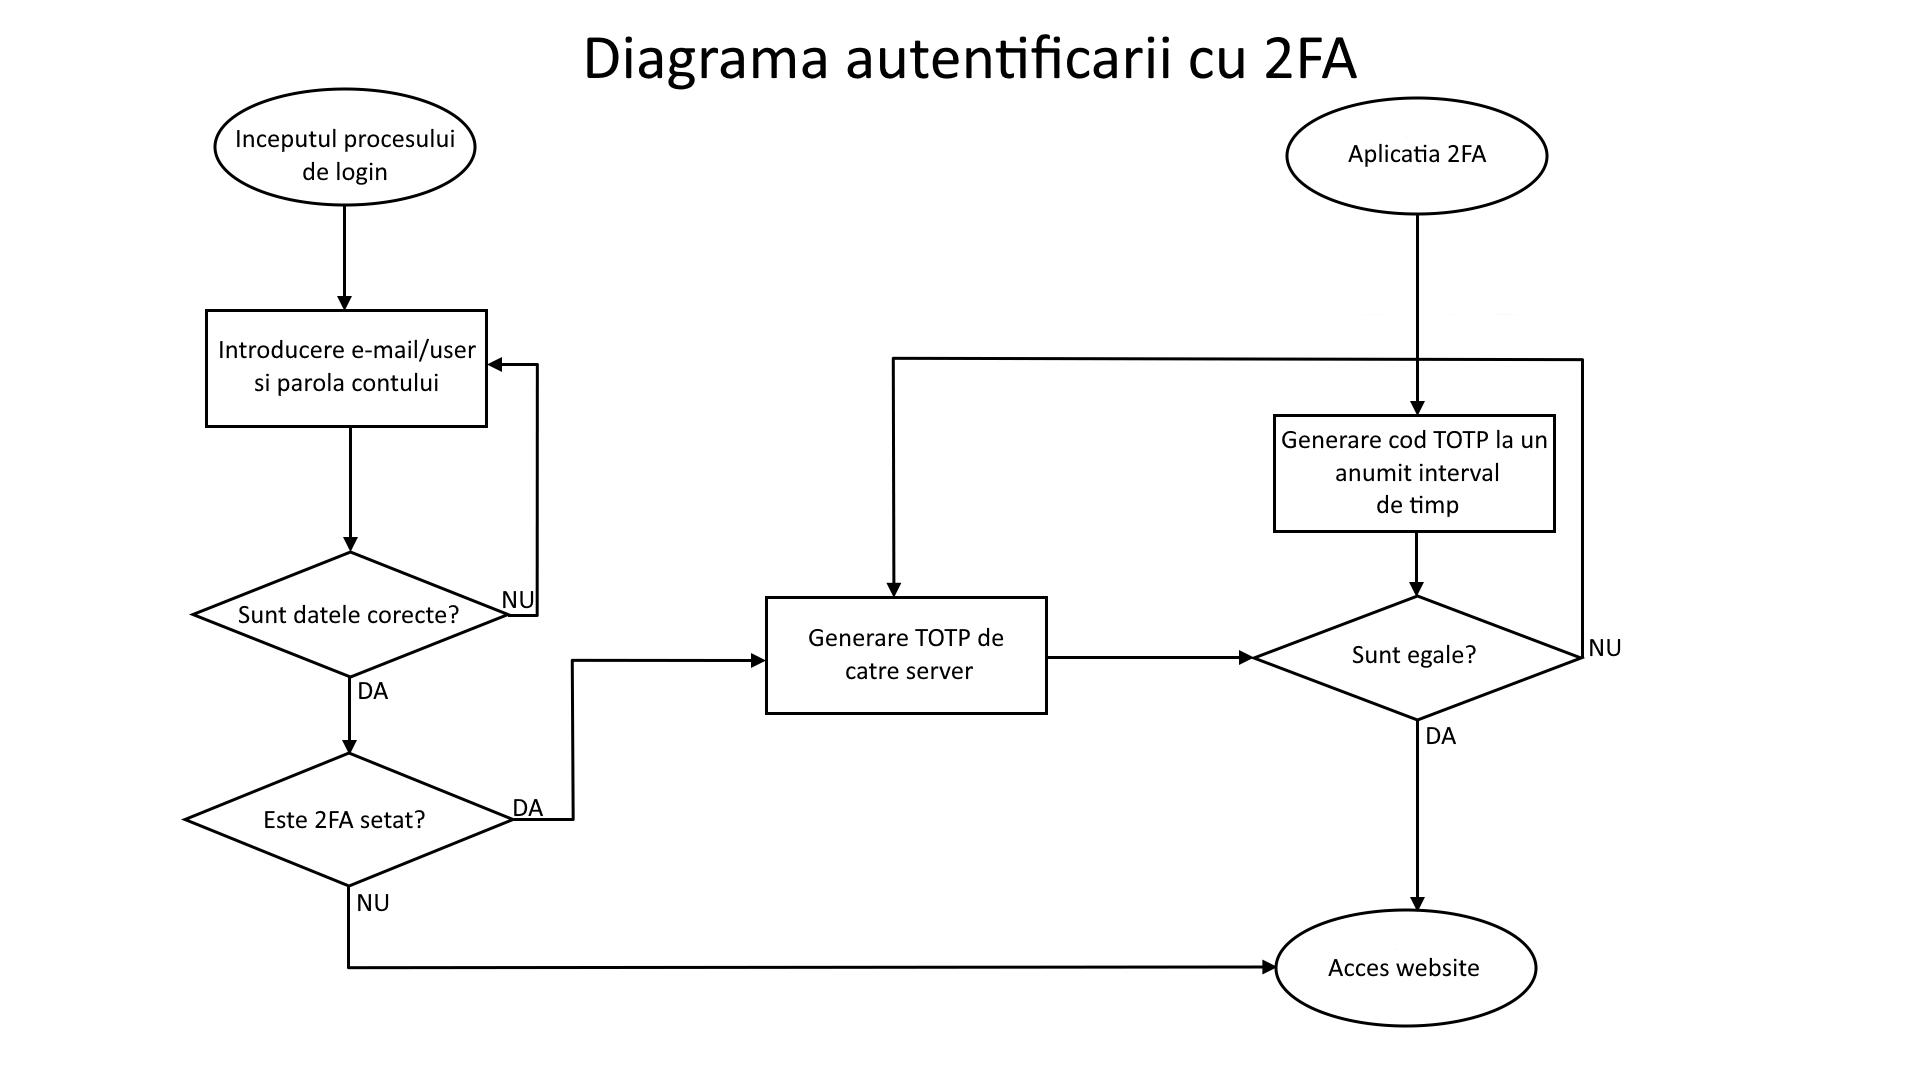 Diagrama autentificarii cu 2FA
Inceputul procesului
de login
Aplicatia 2FA
Introducere e-mail/user
si parola contului
Generare cod TOTP la un
anumit interval
de timp
Sunt datele corecte?
NU
DA
Generare TOTP de
catre server
Sunt egale?
NU
DA
Este 2FA setat?
DA
NU
Acces website